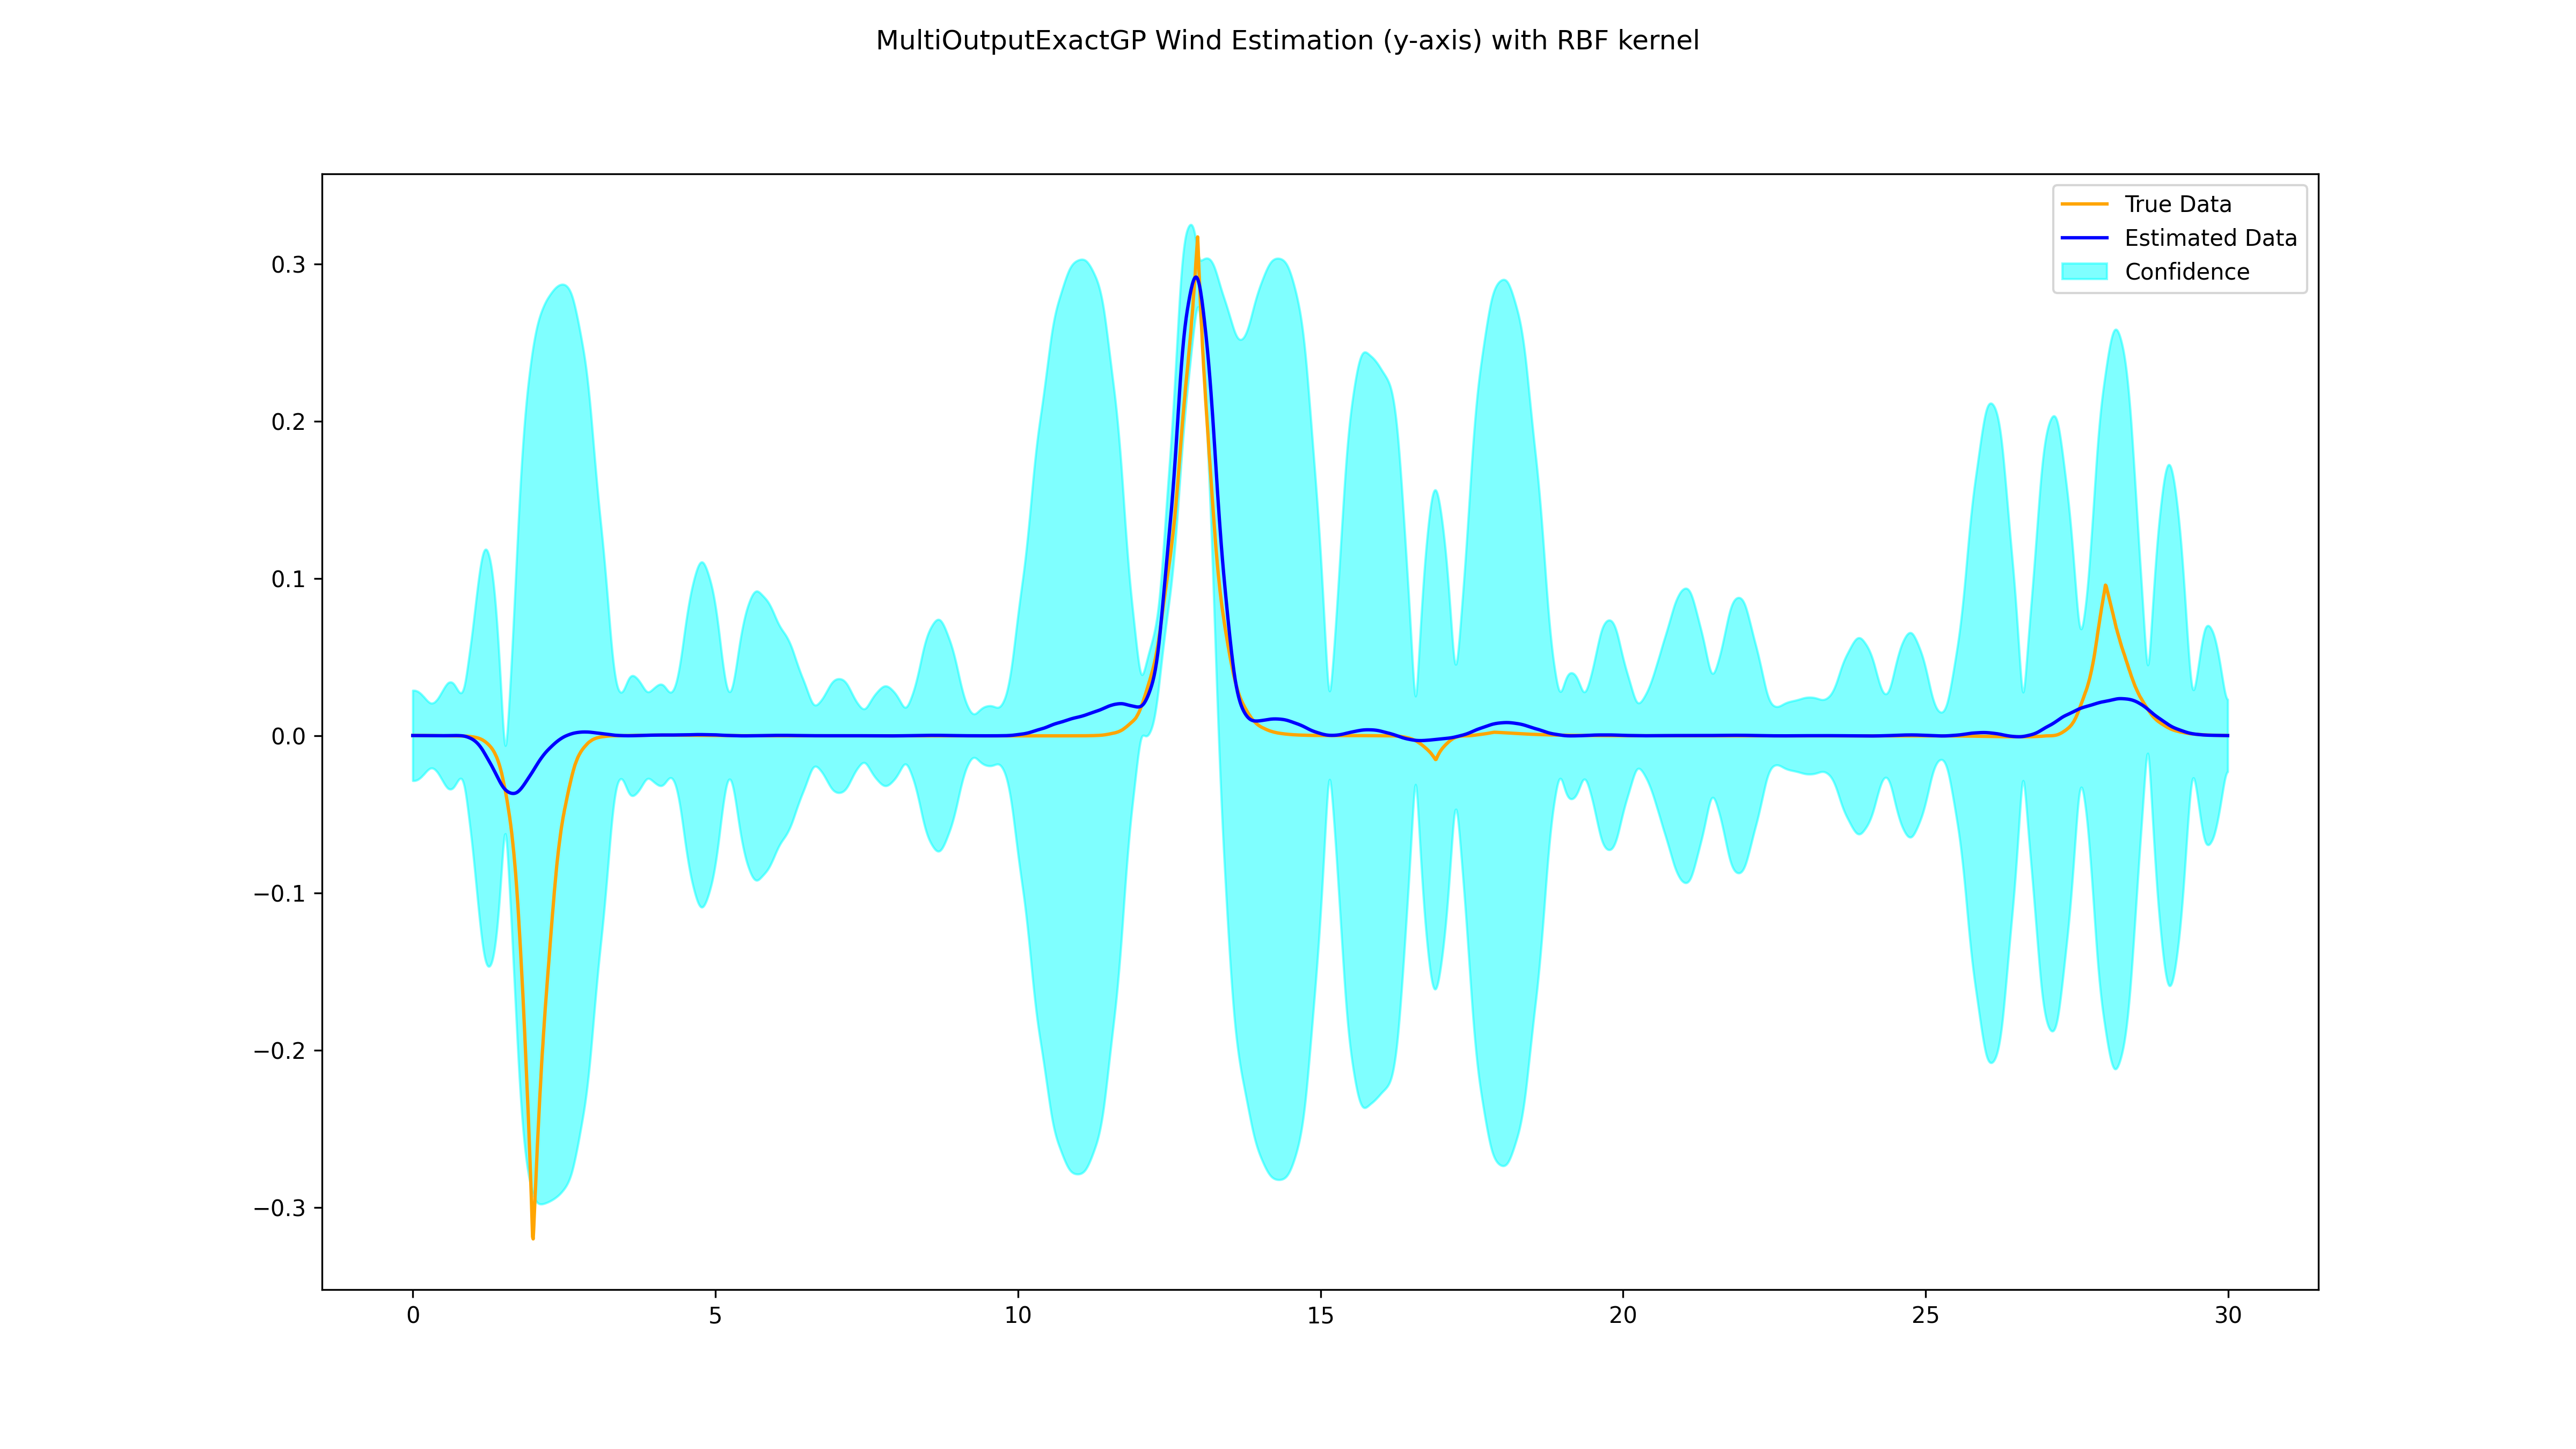 MultiOutputExactGP Wind Estimation (y-axis) with RBF kernel
True Data
Estimated Data
Confidence
0.3
0.2
0.1
0.0
−0.1
−0.2
−0.3
0 5 10 15 20 25 30